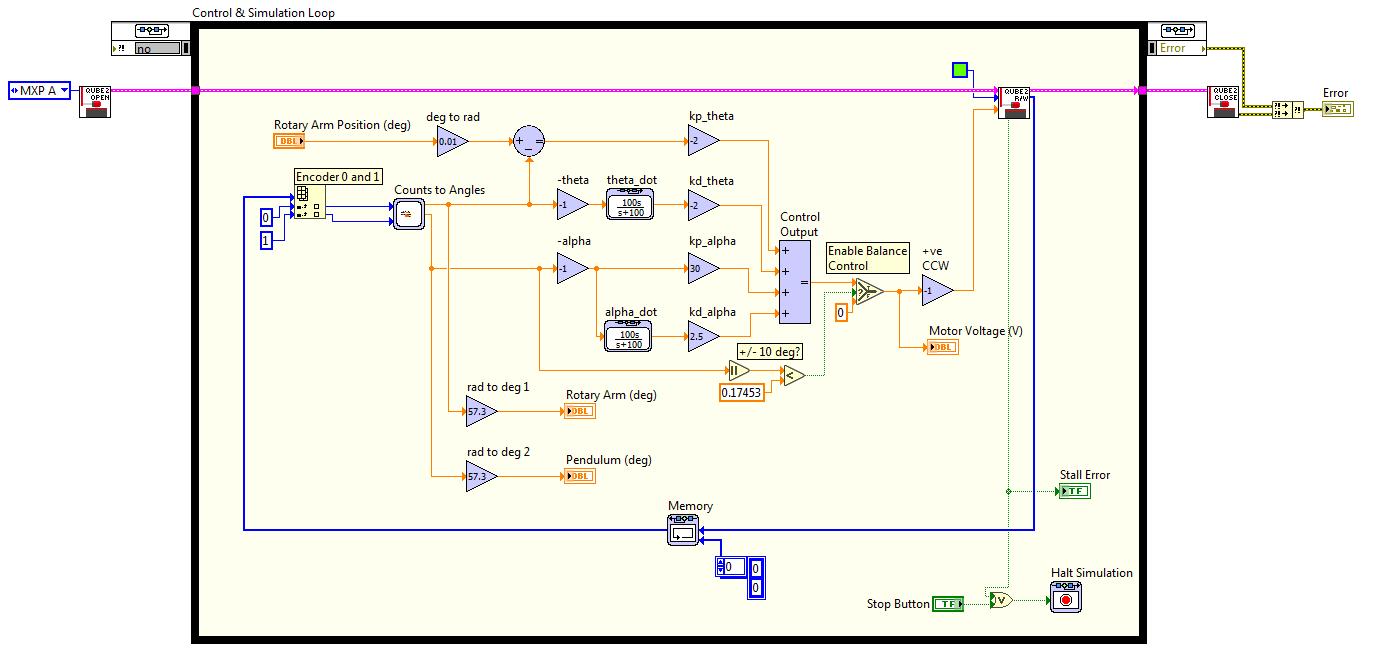 Control & Simulation Loop
no
Error
MXP A
QUBE2
OPEN
QUBE2
R/W
QUBE2
CLOSE
Error
Rotary Arm Position (deg)
DBL
deg to rad
0.01
+
−
=
kp_theta
-2
Encoder 0 and 1
0
1
Counts to Angles
-theta
-1
theta_dot
100s
s+100
kd_theta
-2
-alpha
-1
kp_alpha
30
alpha_dot
100s
s+100
kd_alpha
2.5
Control
Output
+
+
+
+
=
Enable Balance
Control
?
T
F
0
+ve
CCW
-1
Motor Voltage (V)
DBL
+/- 10 deg?
<
0.17453
rad to deg 1
57.3
Rotary Arm (deg)
DBL
rad to deg 2
57.3
Pendulum (deg)
DBL
Memory
0
0
0
Stall Error
TF
Halt Simulation
Stop Button
TF
V